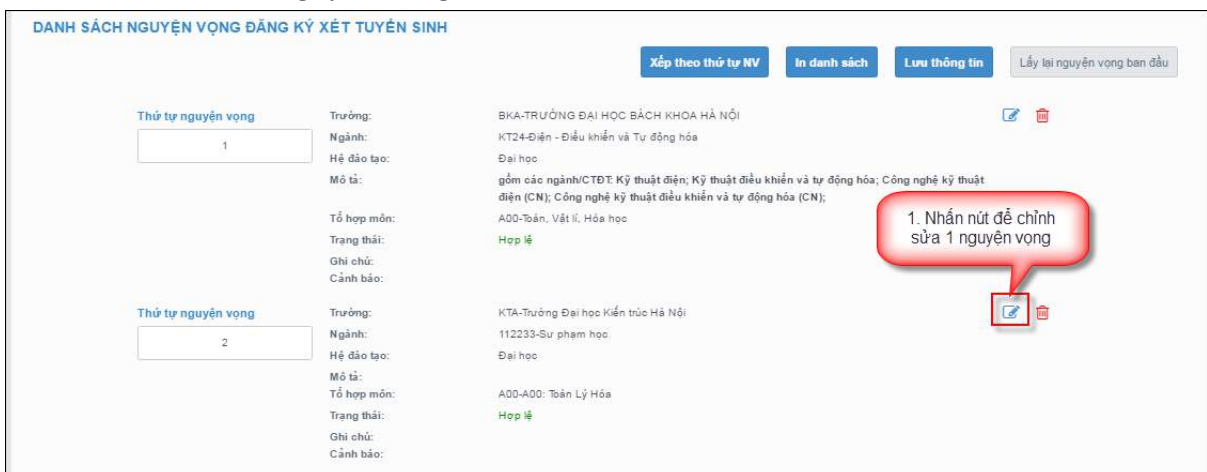 DANH SÁCH NGUYỆN VỌNG ĐĂNG KÝ XÉT TUYỂN SINH
Xếp theo thứ tự NV
In danh sách
Lưu thông tin
Lấy lại nguyện vọng ban đầu
Thứ tự nguyện vọng
1
Trường: BKA-TRƯỜNG ĐẠI HỌC BÁCH KHOA HÀ NỘI
Ngành: KT24-Điện - Điều khiển và Tự động hóa
Hệ đào tạo: Đại học
Mô tả: gồm các ngành/CTĐT: Kỹ thuật điện; Kỹ thuật điều khiển và tự động hóa; Công nghệ kỹ thuật
điện (CN); Công nghệ kỹ thuật điều khiển và tự động hóa (CN);
Tổ hợp môn: A00-Toán, Vật lí, Hóa học
Trạng thái: Hợp lệ
Ghi chú:
Cảnh báo:
1. Nhấn nút để chỉnh
sửa 1 nguyện vọng
Thứ tự nguyện vọng
2
Trường: KTA-Trường Đại học Kiến trúc Hà Nội
Ngành: 112233-Sư phạm học
Hệ đào tạo: Đại học
Mô tả:
Tổ hợp môn: A00-A00: Toán Lý Hóa
Trạng thái: Hợp lệ
Ghi chú:
Cảnh báo: